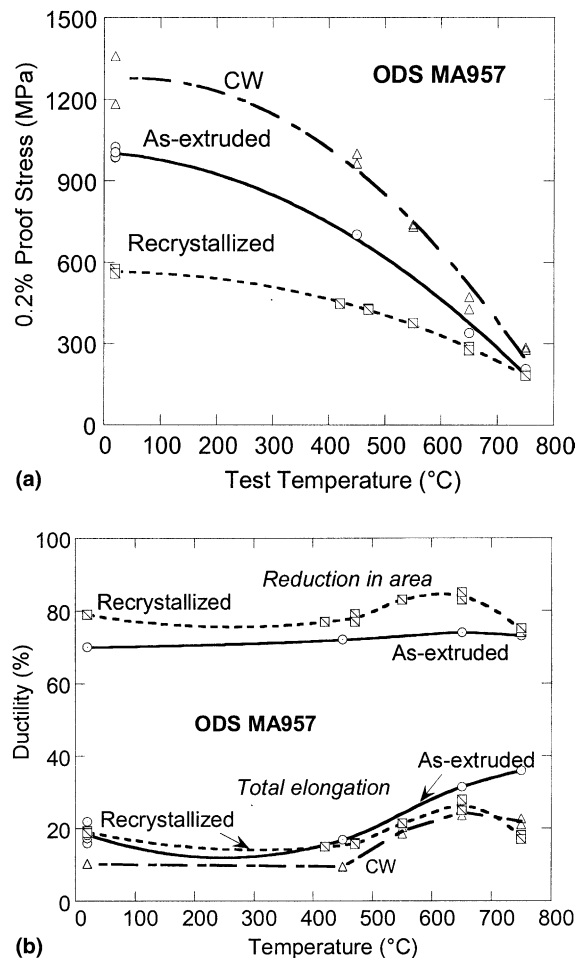 1500
1200
900
600
300
0
0.2% Proof Stress (MPa)
CW
ODS MA957
As-extruded
Recrystallized
0 100 200 300 400 500 600 700 800
(a)
Test Temperature (°C)
100
80
60
40
20
0
Ductility (%)
Reduction in area
Recrystallized
As-extruded
ODS MA957
As-extruded
Total elongation
Recrystallized
CW
0 100 200 300 400 500 600 700 800
(b)
Temperature (°C)